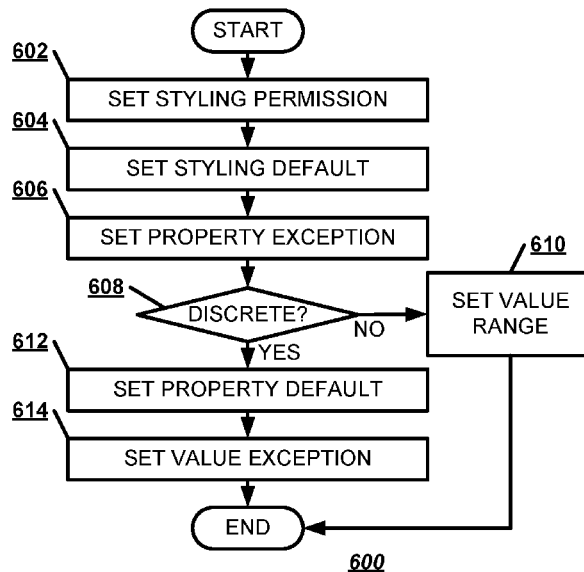 START
602
SET STYLING PERMISSION
604
SET STYLING DEFAULT
606
SET PROPERTY EXCEPTION
610
608
DISCRETE?
NO
SET VALUE
RANGE
YES
612
SET PROPERTY DEFAULT
614
SET VALUE EXCEPTION
END
600